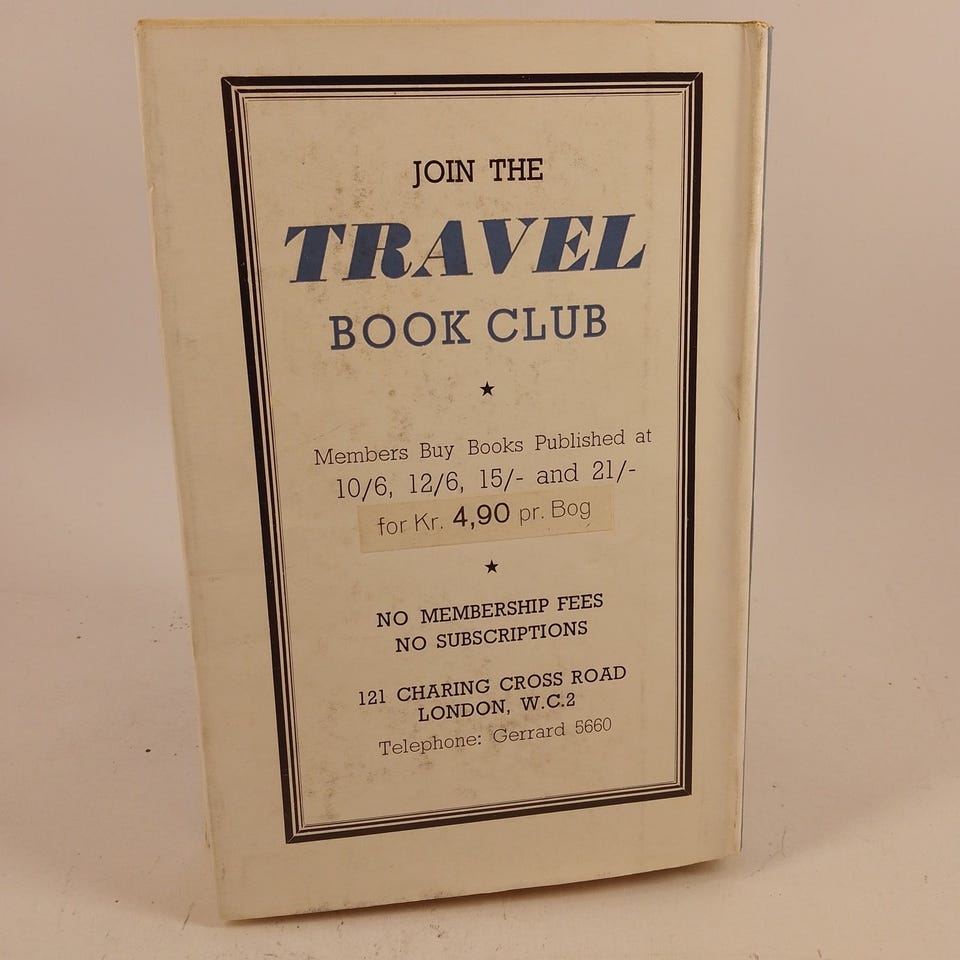 JOIN THE
TRAVEL
BOOK CLUB
Members Buy Books Published at
10/6, 12/6, 15/- and 21/-
for Kr. 4,90 pr. Bog
NO MEMBERSHIP FEES
NO SUBSCRIPTIONS
121 CHARING CROSS ROAD
LONDON, W.C.2
Telephone: Gerrard 5660